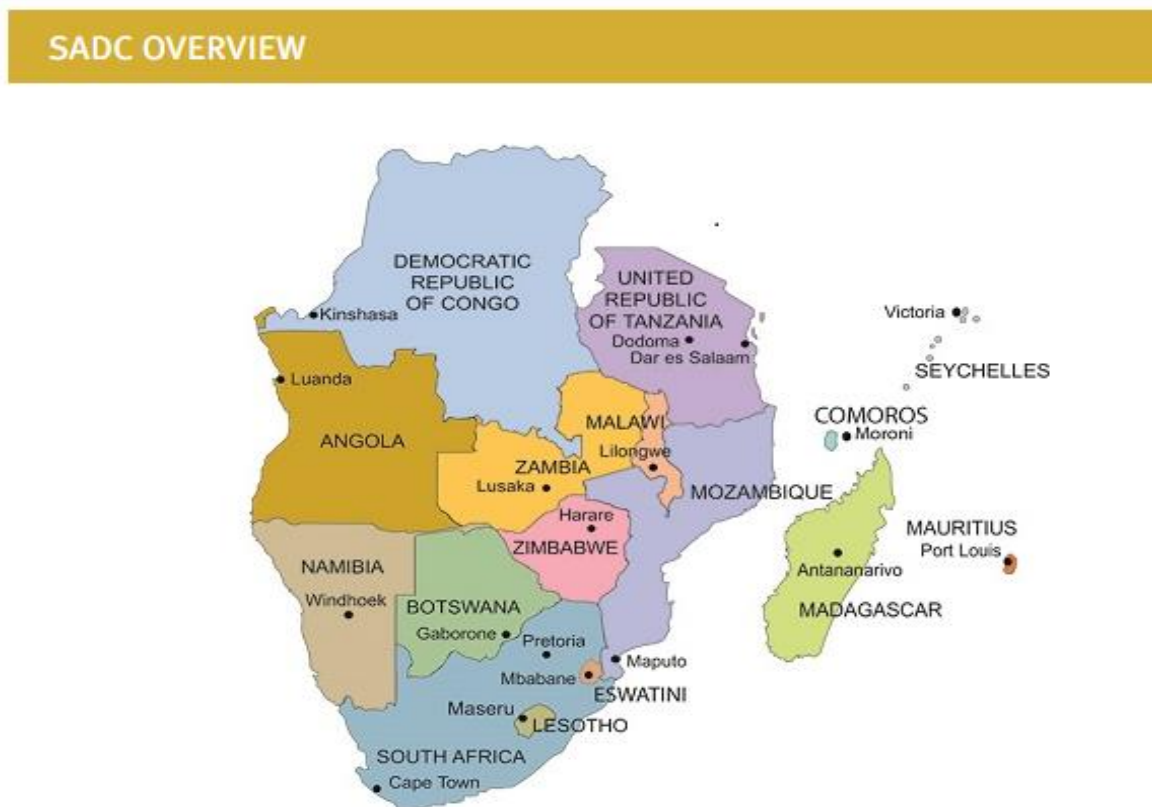 SADC OVERVIEW
DEMOCRATIC
REPUBLIC
OF CONGO
Kinshasa
UNITED
REPUBLIC
OF TANZANIA
Dodoma
Dar es Salaam
Victoria
SEYCHELLES
Luanda
ANGOLA
MALAWI
Lilongwe
COMOROS
Moroni
ZAMBIA
Lusaka
MOZAMBIQUE
Harare
ZIMBABWE
MAURITIUS
Port Louis
Antananarivo
MADAGASCAR
NAMIBIA
Windhoek
BOTSWANA
Gaborone
Pretoria
Mbabane
Maputo
ESWATINI
Maseru
LESOTHO
SOUTH AFRICA
Cape Town